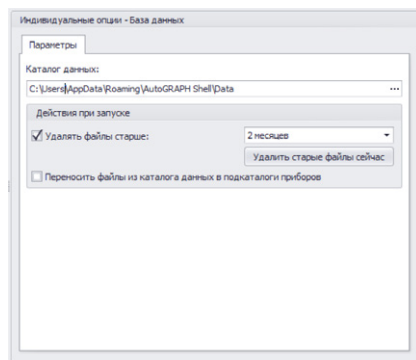 Индивидуальные опции - База данных
Параметры
Каталог данных:
C:\Users\AppData\Roaming\AutoGRAPH Shell\Data ...
Действия при запуске
Удалять файлы старше: 2 месяцев
Удалить старые файлы сейчас
Переносить файлы из каталога данных в подкаталоги приборов